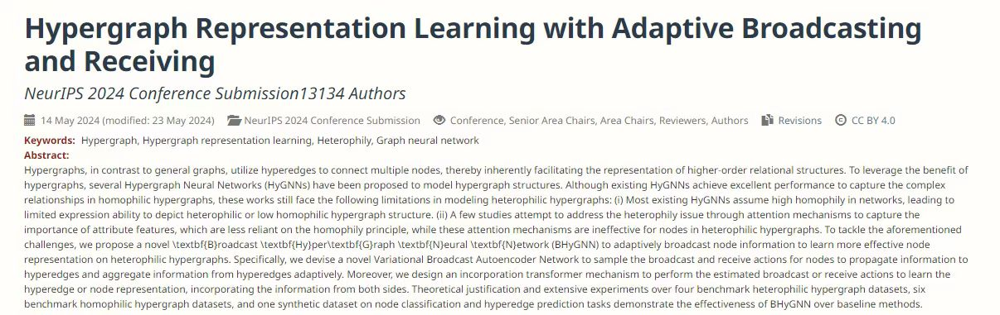 Hypergraph Representation Learning with Adaptive Broadcasting
and Receiving
NeurIPS 2024 Conference Submission13134 Authors
14 May 2024 (modified: 23 May 2024) NeurIPS 2024 Conference Submission Conference, Senior Area Chairs, Area Chairs, Reviewers, Authors Revisions CC BY 4.0
Keywords: Hypergraph, Hypergraph representation learning, Heterophily, Graph neural network
Abstract:
Hypergraphs, in contrast to general graphs, utilize hyperedges to connect multiple nodes, thereby inherently facilitating the representation of higher-order relational structures. To leverage the benefit of
hypergraphs, several Hypergraph Neural Networks (HyGNNs) have been proposed to model hypergraph structures. Although existing HyGNNs achieve excellent performance to capture the complex
relationships in homophilic hypergraphs, these works still face the following limitations in modeling heterophilic hypergraphs: (i) Most existing HyGNNs assume high homophily in networks, leading to
limited expression ability to depict heterophilic or low homophilic hypergraph structure. (ii) A few studies attempt to address the heterophily issue through attention mechanisms to capture the
importance of attribute features, which are less reliant on the homophily principle, while these attention mechanisms are ineffective for nodes in heterophilic hypergraphs. To tackle the aforementioned
challenges, we propose a novel \textbf{B}roadcast \textbf{Hy}per\textbf{G}raph \textbf{N}eural \textbf{N}etwork (BHyGNN) to adaptively broadcast node information to learn more effective node
representation on heterophilic hypergraphs. Specifically, we devise a novel Variational Broadcast Autoencoder Network to sample the broadcast and receive actions for nodes to propagate information to
hyperedges and aggregate information from hyperedges adaptively. Moreover, we design an incorporation transformer mechanism to perform the estimated broadcast or receive actions to learn the
hyperedge or node representation, incorporating the information from both sides. Theoretical justification and extensive experiments over four benchmark heterophilic hypergraph datasets, six
benchmark homophilic hypergraph datasets, and one synthetic dataset on node classification and hyperedge prediction tasks demonstrate the effectiveness of BHyGNN over baseline methods.